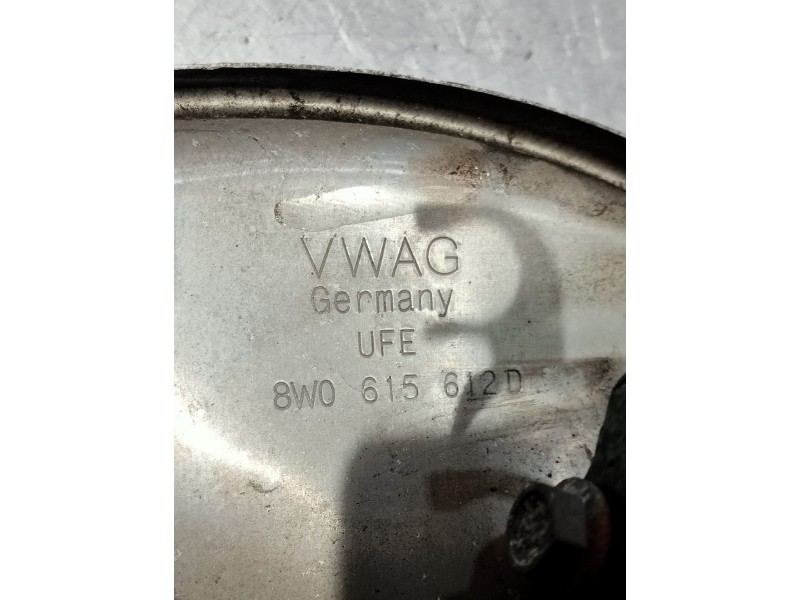 VWAG
Germany
UFE
8W0 615 612D